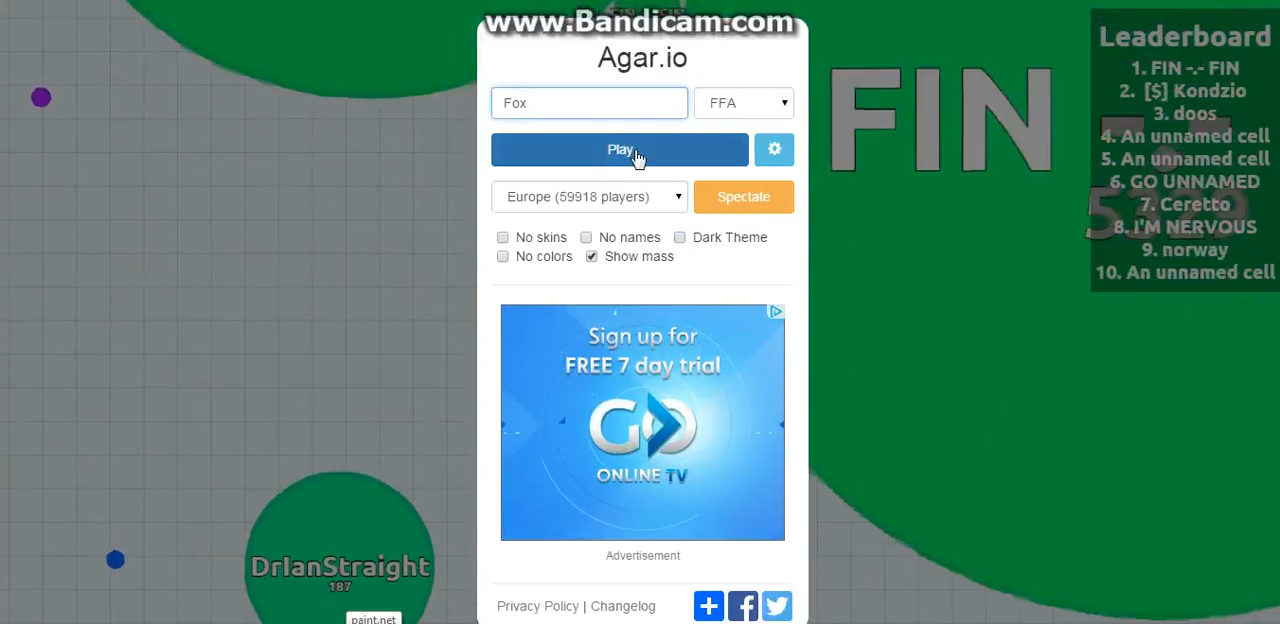 www.Bandicam.com
Agar.io
Fox
FFA
Play
Europe (59918 players)
Spectate
No skins
No names
Dark Theme
No colors
Show mass
Sign up for
FREE 7 day trial
GO
ONLINE TV
Advertisement
Privacy Policy | Changelog
DrIanStraight
187
paint.net
FIN -.- FIN
5329
Leaderboard
1. FIN -.- FIN
2. [$] Kondzio
3. doos
4. An unnamed cell
5. An unnamed cell
6. GO UNNAMED
7. Ceretto
8. I'M NERVOUS
9. norway
10. An unnamed cell